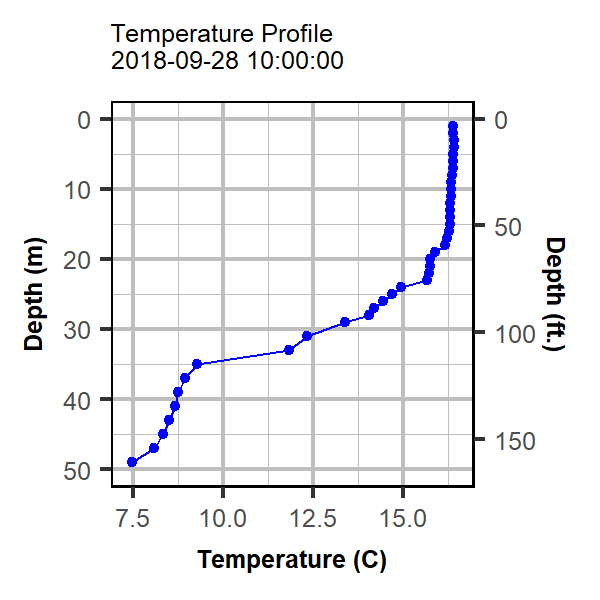 Temperature Profile
2018-09-28 10:00:00
0
10
20
30
40
50
Depth (m)
0
50
100
150
Depth (ft.)
7.5 10.0 12.5 15.0
Temperature (C)